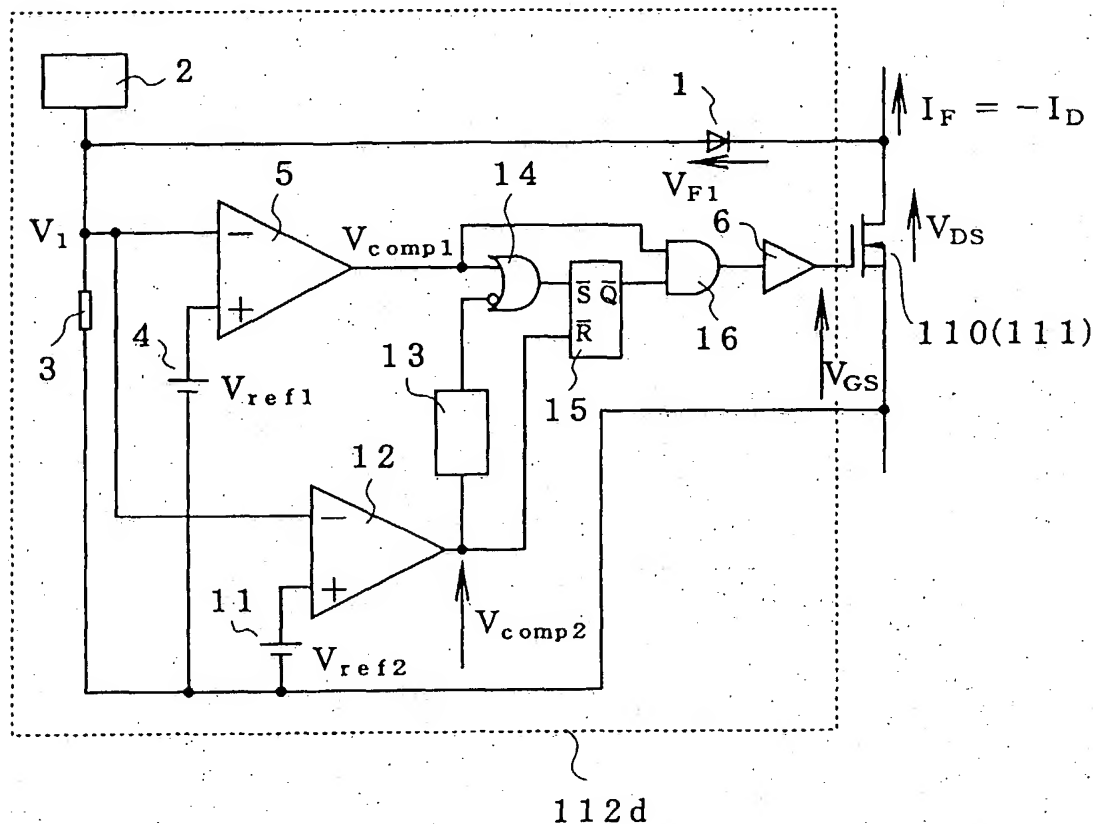 2
1
I_F = −I_D
V_F1
5
14
6
V_1
V_comp1
V_DS
−
+
S̅ Q̅
R̅
3
4
16
110(111)
V_ref1
13
15
V_GS
12
−
+
11
V_comp2
V_ref2
112d